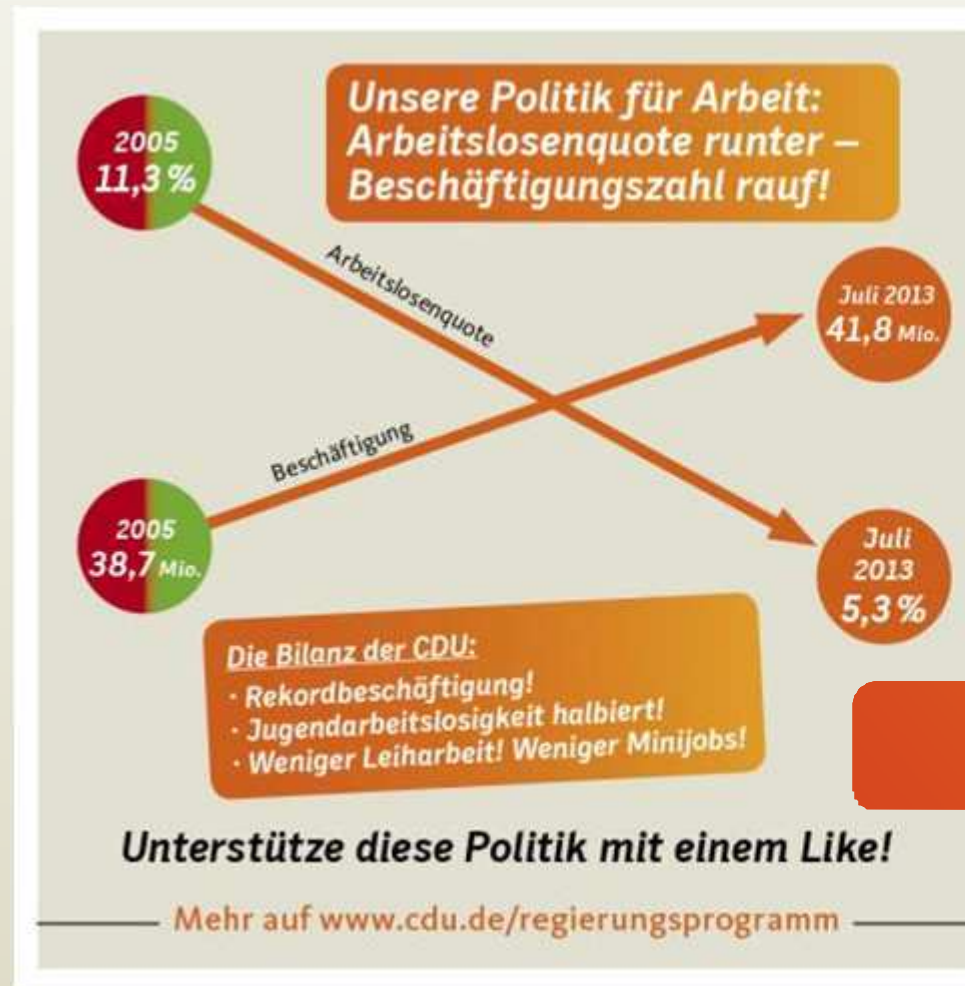 2005
11,3 %
Unsere Politik für Arbeit:
Arbeitslosenquote runter –
Beschäftigungszahl rauf!
Arbeitslosenquote
Juli 2013
41,8 Mio.
Beschäftigung
2005
38,7 Mio.
Juli
2013
5,3 %
Die Bilanz der CDU:
· Rekordbeschäftigung!
· Jugendarbeitslosigkeit halbiert!
· Weniger Leiharbeit! Weniger Minijobs!
Unterstütze diese Politik mit einem Like!
Mehr auf www.cdu.de/regierungsprogramm